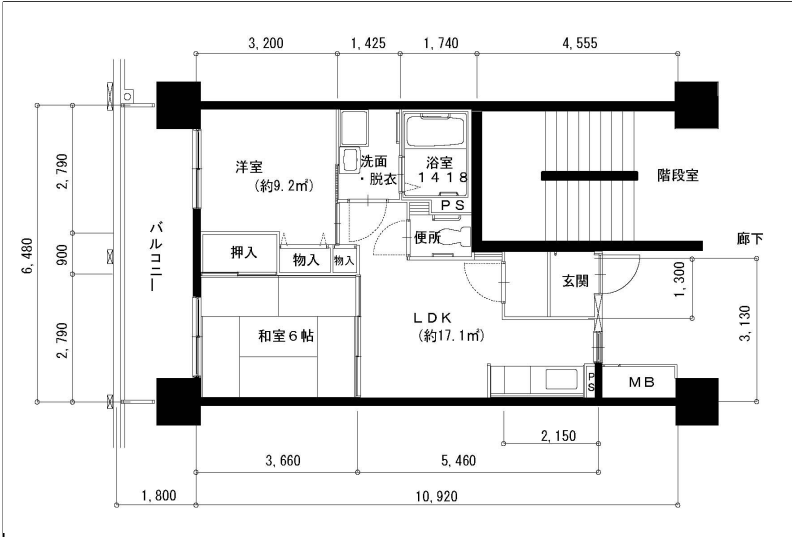 3,200
1,425
1,740
4,555
2,790
900
2,790
6,480
バルコニー
洋室
(約9.2㎡)
洗面
・脱衣
浴室
1418
PS
便所
階段室
廊下
押入
物入
物入
玄関
1,300
3,130
LDK
(約17.1㎡)
和室6帖
PS
MB
2,150
3,660
5,460
1,800
10,920